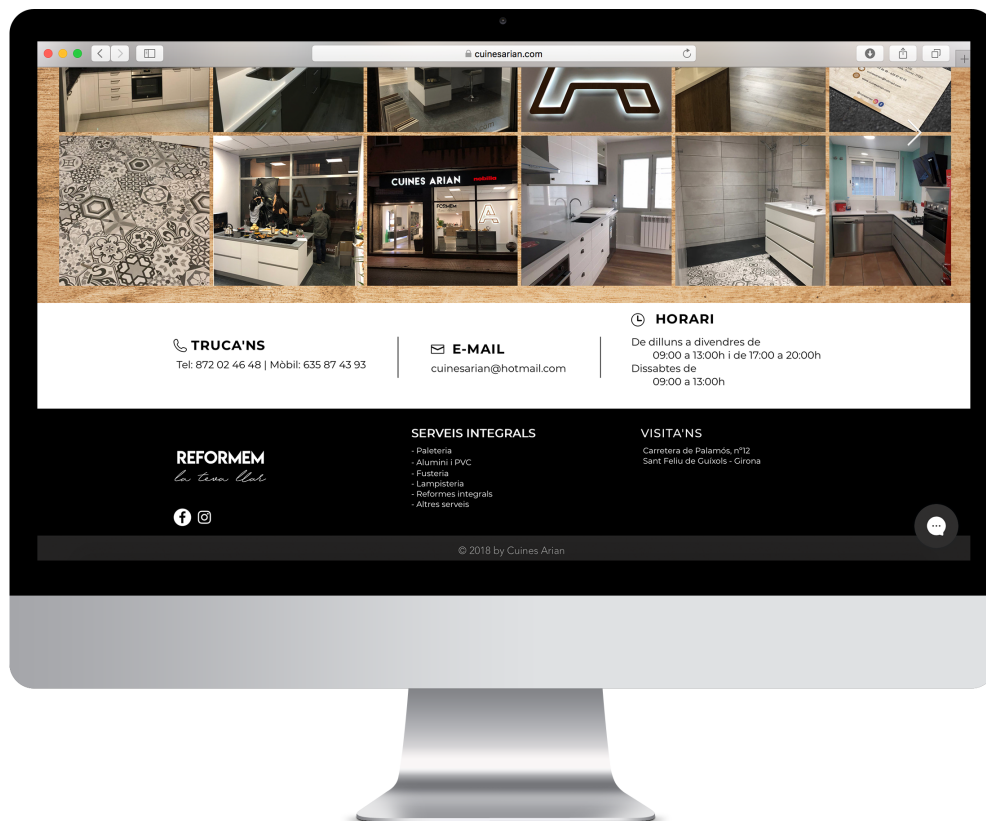 cuinesarian.com
CUINES ARIAN mobilba
FORMEM
A
TRUCA'NS
Tel: 872 02 46 48 | Mòbil: 635 87 43 93
E-MAIL
cuinesarian@hotmail.com
HORARI
De dilluns a divendres de
09:00 a 13:00h i de 17:00 a 20:00h
Dissabtes de
09:00 a 13:00h
REFORMEM
la teva llar
SERVEIS INTEGRALS
- Paleteria
- Alumini i PVC
- Fusteria
- Lampisteria
- Reformes integrals
- Altres serveis
VISITA'NS
Carretera de Palamós, nº12
Sant Feliu de Guíxols - Girona
© 2018 by Cuines Arian